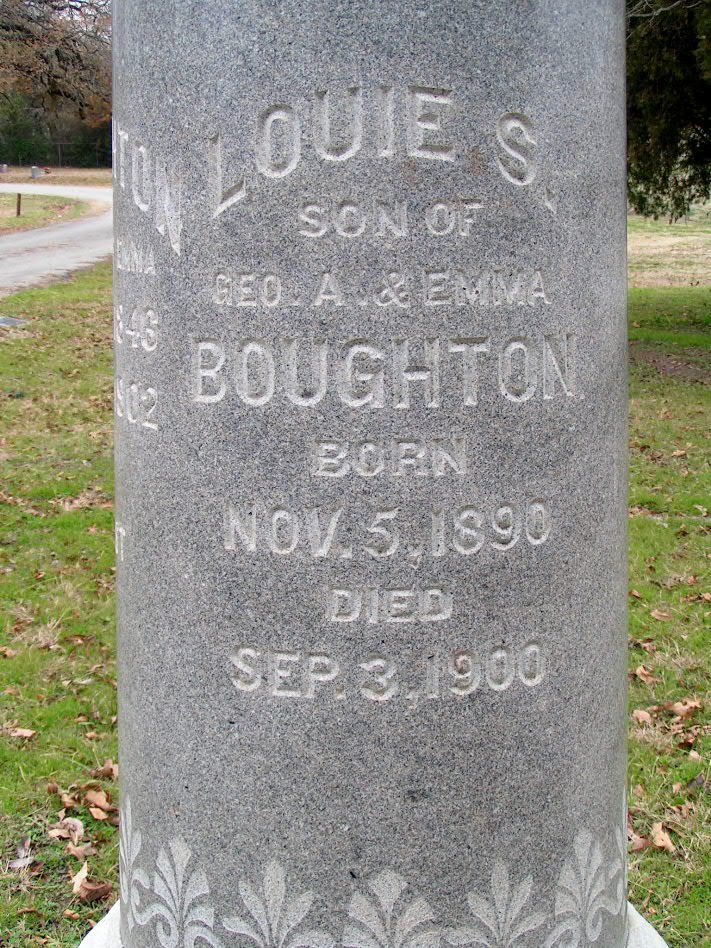 LOUIE S.
SON OF
GEO. A. & EMMA
BOUGHTON
BORN
NOV. 5, 1890
DIED
SEP. 3, 1900